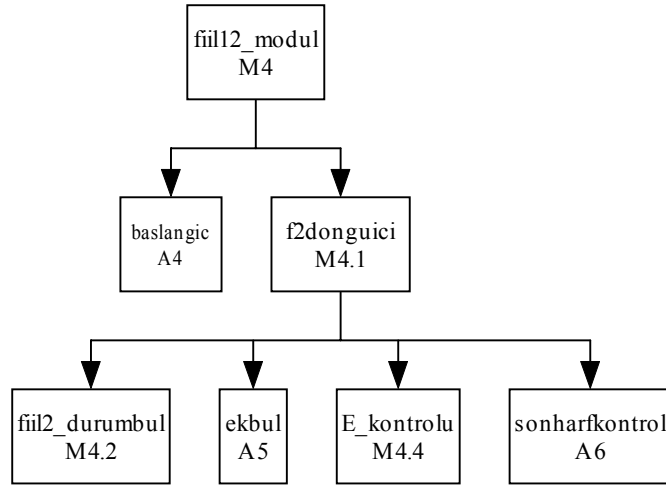 fiil12_modul
M4
baslangic
A4
f2donguici
M4.1
fiil2_durumbul
M4.2
ekbul
A5
E_kontrolu
M4.4
sonharfkontrol
A6